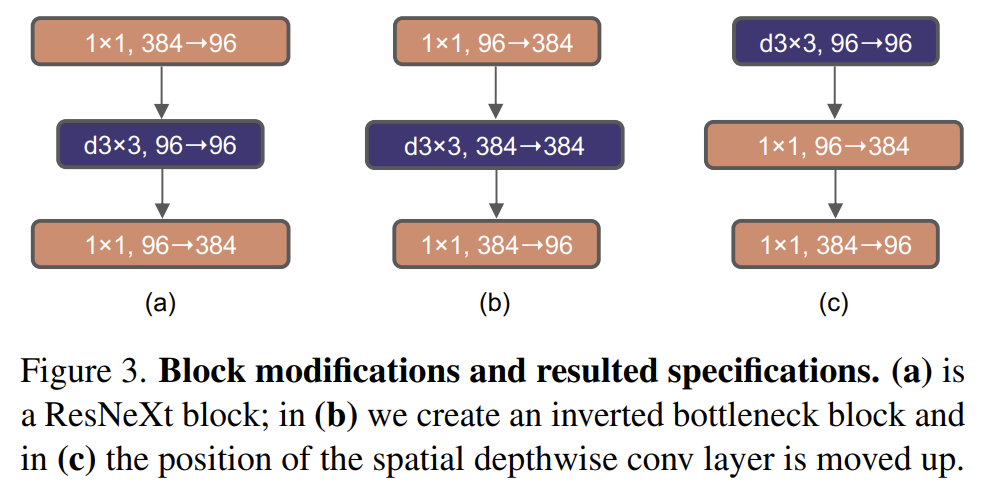 1×1, 384→96
d3×3, 96→96
1×1, 96→384
(a)
1×1, 96→384
d3×3, 384→384
1×1, 384→96
(b)
d3×3, 96→96
1×1, 96→384
1×1, 384→96
(c)
Figure 3. Block modifications and resulted specifications. (a) is
a ResNeXt block; in (b) we create an inverted bottleneck block and
in (c) the position of the spatial depthwise conv layer is moved up.